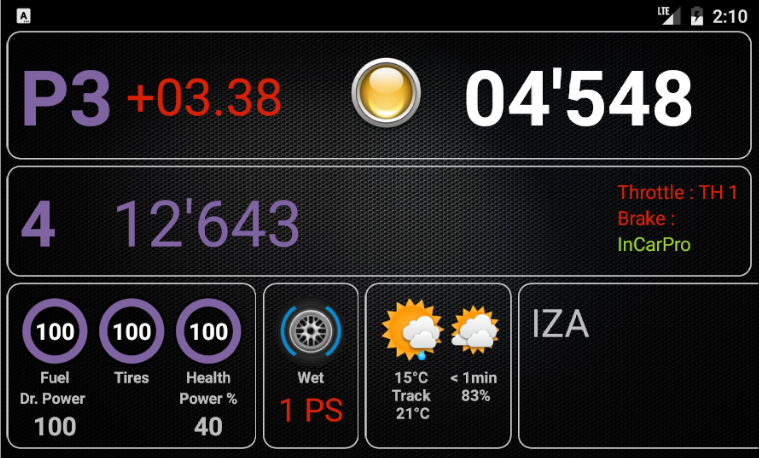 A
LTE 2:10
P3 +03.38 04'548
4 12'643
Throttle : TH 1
Brake :
InCarPro
100 100 100
Fuel Tires Health
Dr. Power Power %
100 40
Wet
1 PS
15°C < 1min
Track 83%
21°C
IZA